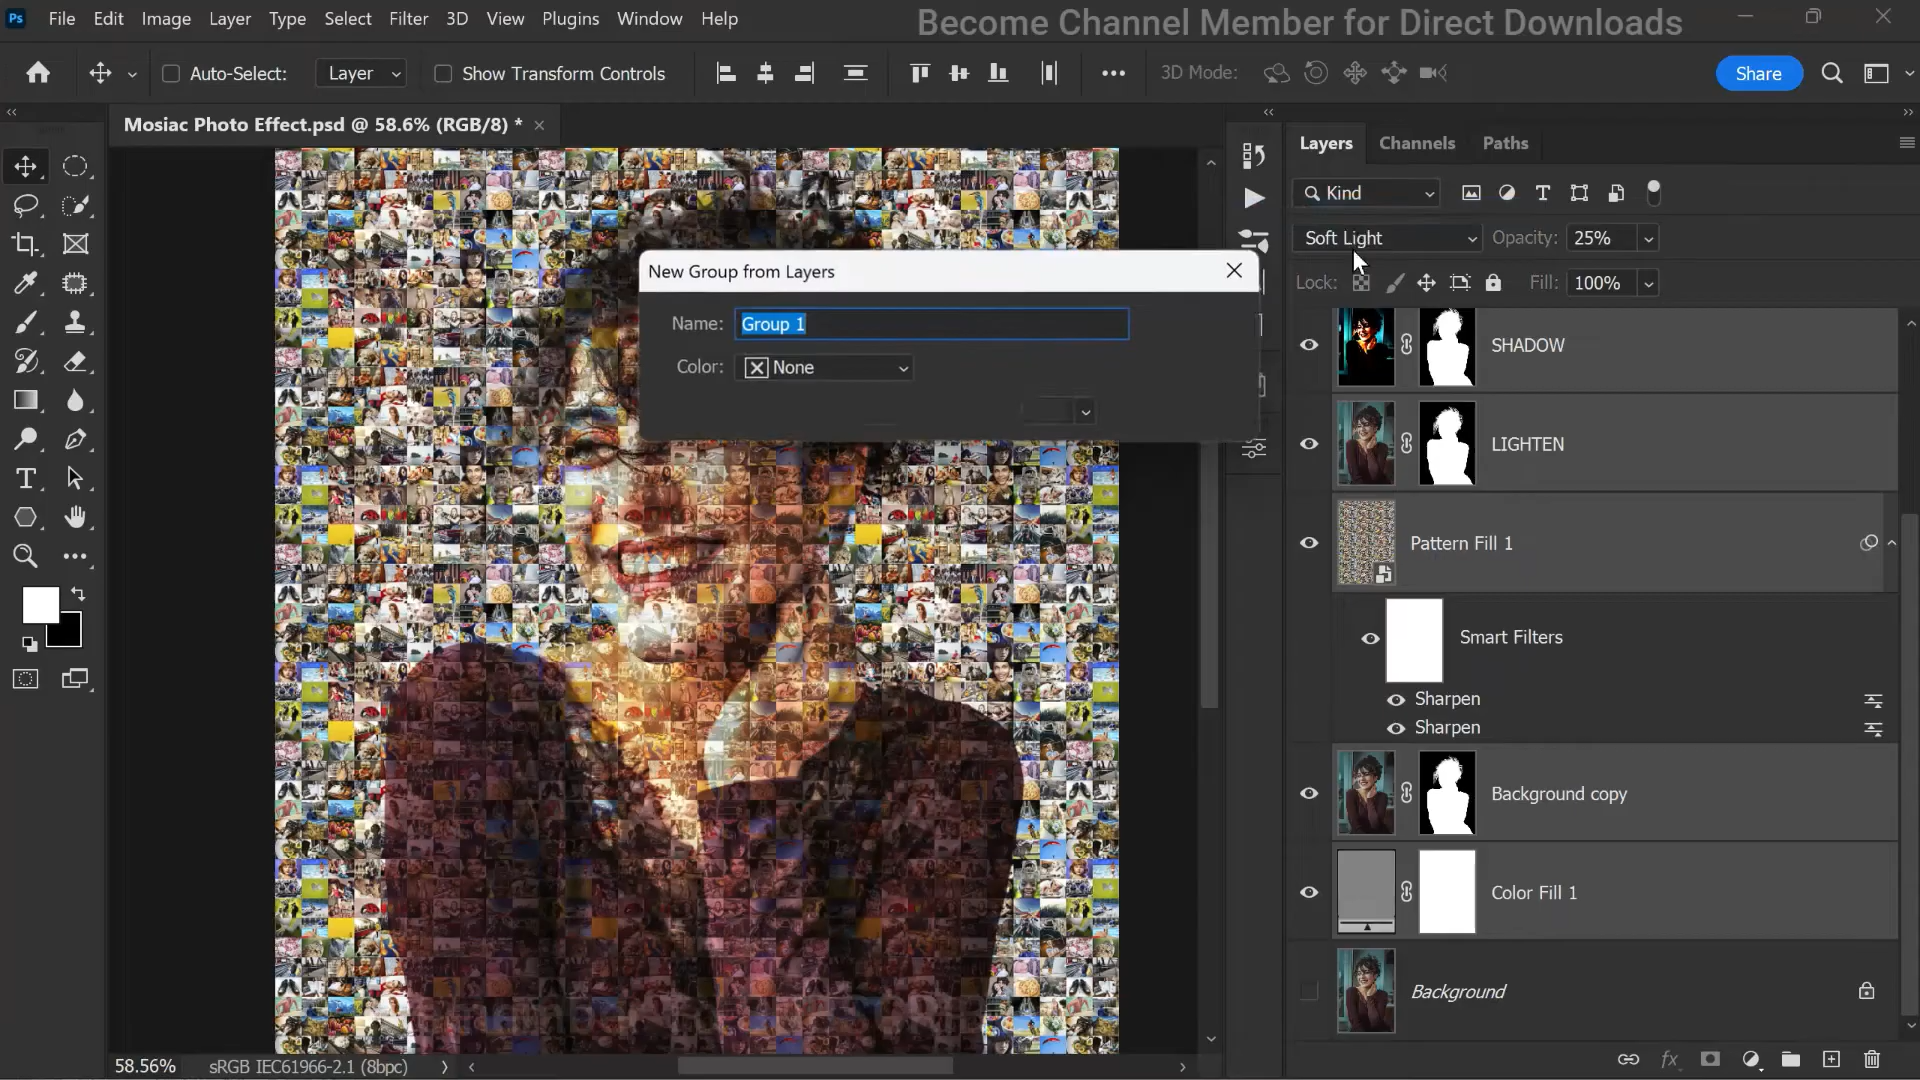 Ps File Edit Image Layer Type Select Filter 3D View Plugins Window Help
Become Channel Member for Direct Downloads
Auto-Select: Layer Show Transform Controls 3D Mode: Share
Mosiac Photo Effect.psd @ 58.6% (RGB/8) *
Layers Channels Paths
Kind
Soft Light Opacity: 25%
Lock: Fill: 100%
New Group from Layers
Name: Group 1
Color: None
SHADOW
LIGHTEN
Pattern Fill 1
Smart Filters
Sharpen
Sharpen
Background copy
Color Fill 1
Background
58.56% sRGB IEC61966-2.1 (8bpc)